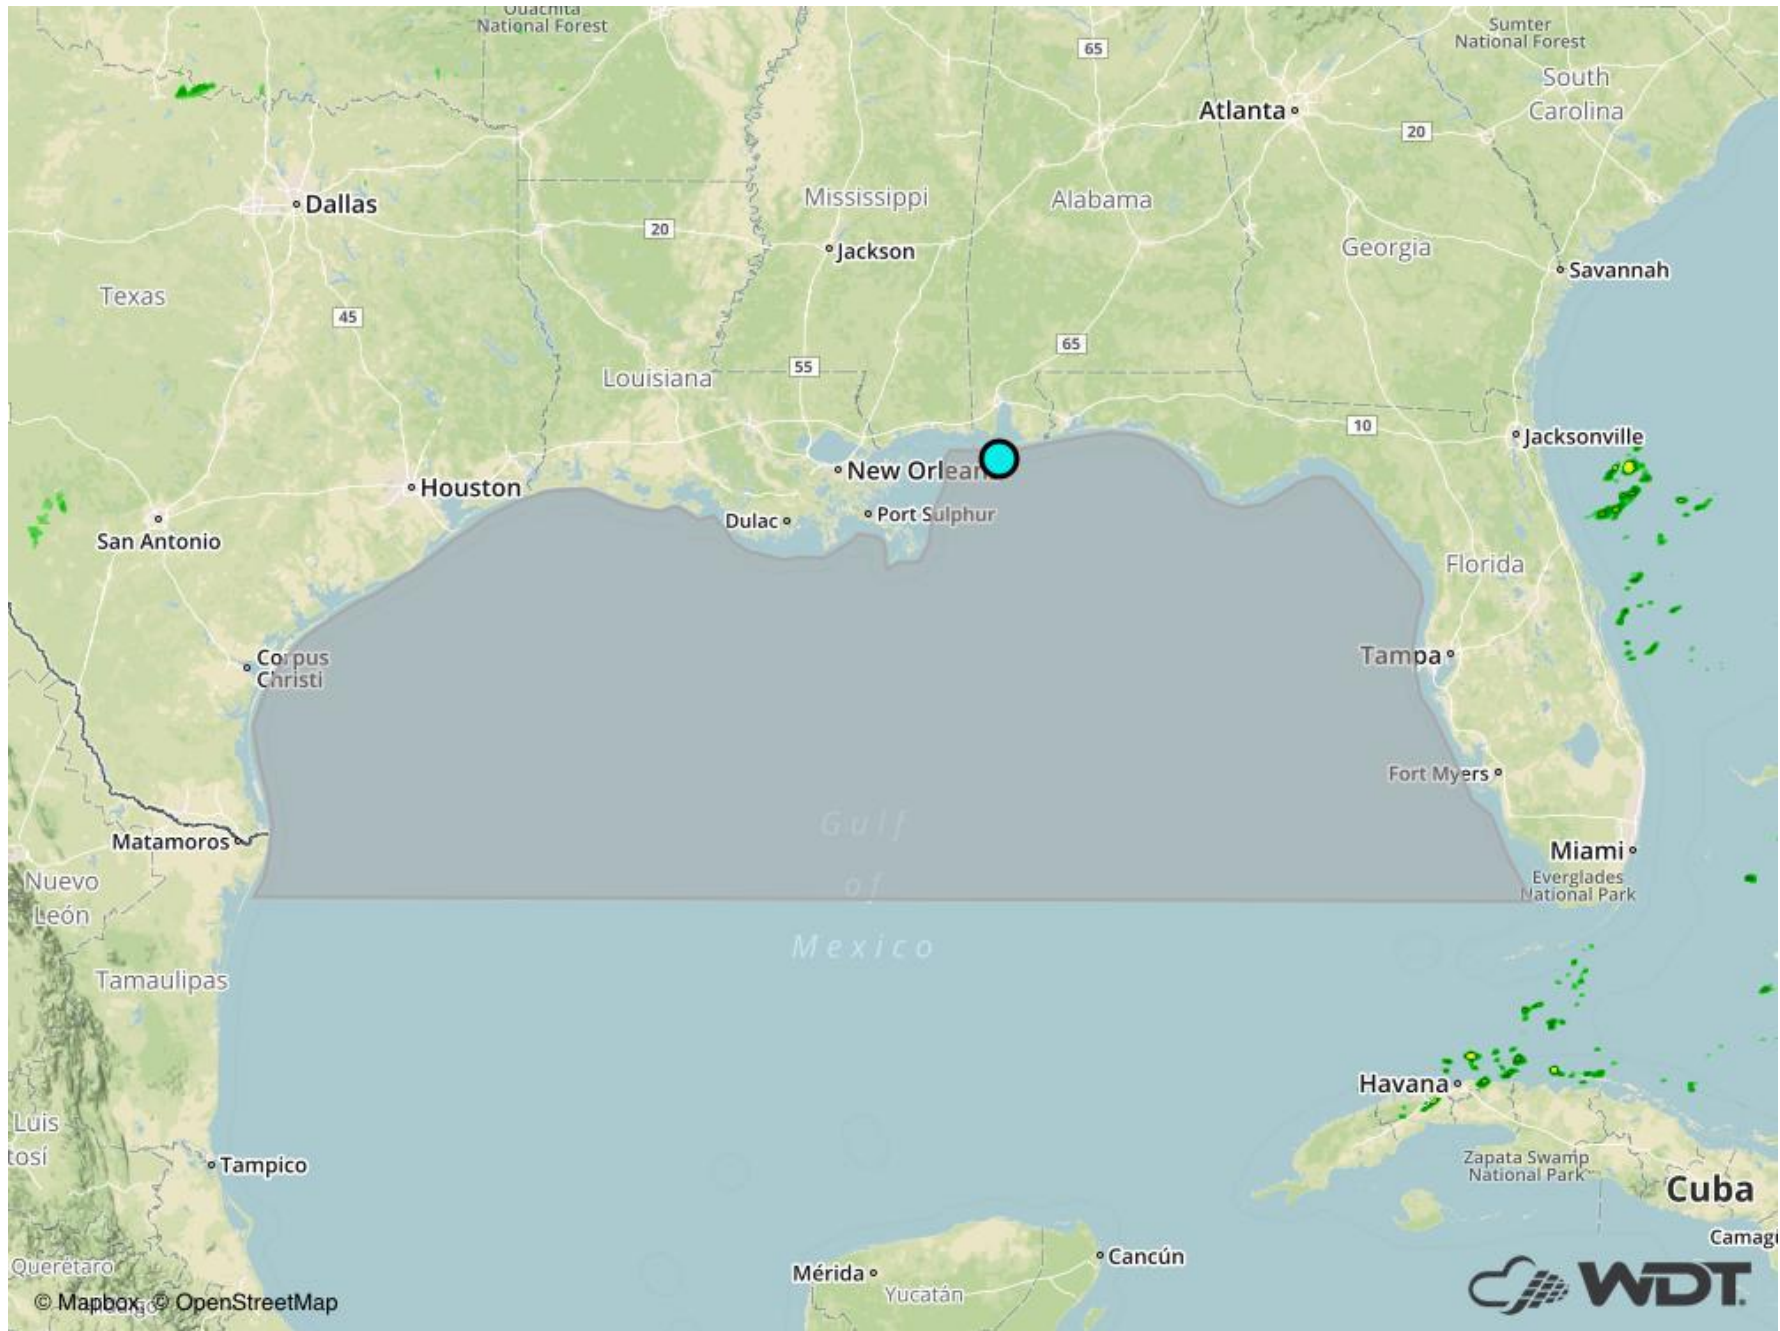 Ouachita
National Forest
65
Sumter
National Forest
South
Carolina
Atlanta
20
Dallas
Mississippi
Alabama
20
Jackson
Georgia
Savannah
Texas
45
65
55
Louisiana
10
Jacksonville
New Orleans
Houston
Port Sulphur
Dulac
San Antonio
Florida
Corpus
Christi
Tampa
Fort Myers
Gulf
of
Mexico
Matamoros
Miami
Everglades
National Park
Nuevo
León
Tamaulipas
Havana
Luis
tosí
Tampico
Zapata Swamp
National Park
Cuba
Camagü
Cancún
Mérida
Yucatán
Querétaro
© Mapbox, © OpenStreetMap
WDT